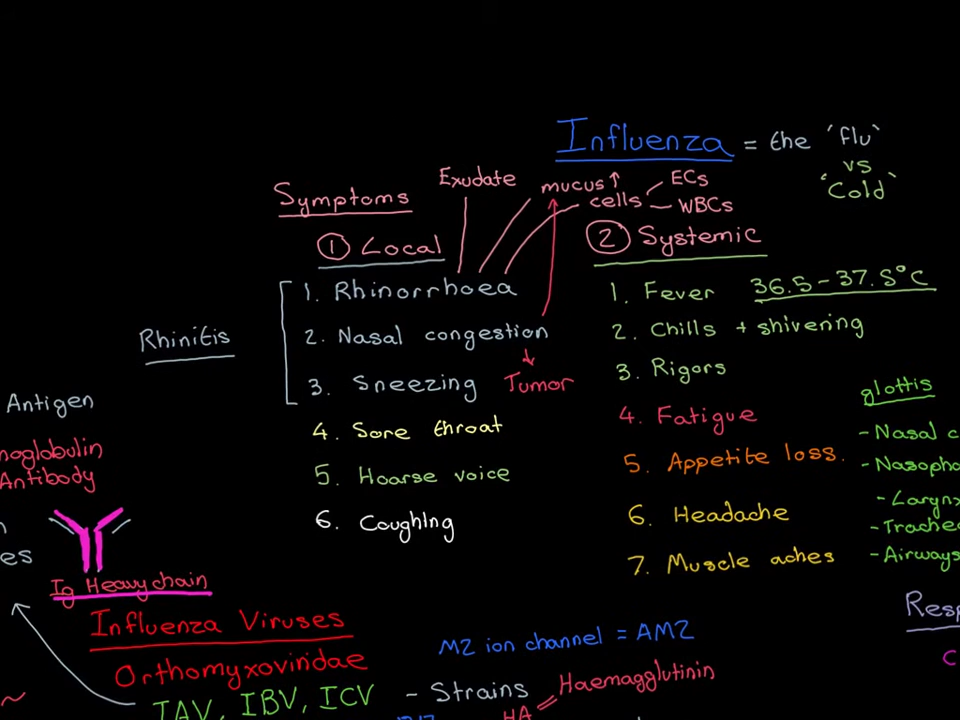 Influenza = the 'flu'
vs
'Cold'
Symptoms
Exudate
mucus↑
cells
ECs
WBCs
① Local
1. Rhinorrhoea
2. Nasal congestion
3. Sneezing
Tumor
4. Sore throat
5. Hoarse voice
6. Coughing
Rhinitis
② Systemic
1. Fever 36.5-37.5°C
2. Chills + shivering
3. Rigors
4. Fatigue
5. Appetite loss.
6. Headache
7. Muscle aches
glottis
- Nasal c
- Nasopha
- Larynx
- Trachea
- Airways
Antigen
noglobulin
Antibody
es
Ig Heavy chain
Influenza Viruses
Orthomyxoviridae
IAV, IBV, ICV
- Strains
M2 ion channel = AM2
Haemagglutinin
HA
Resp